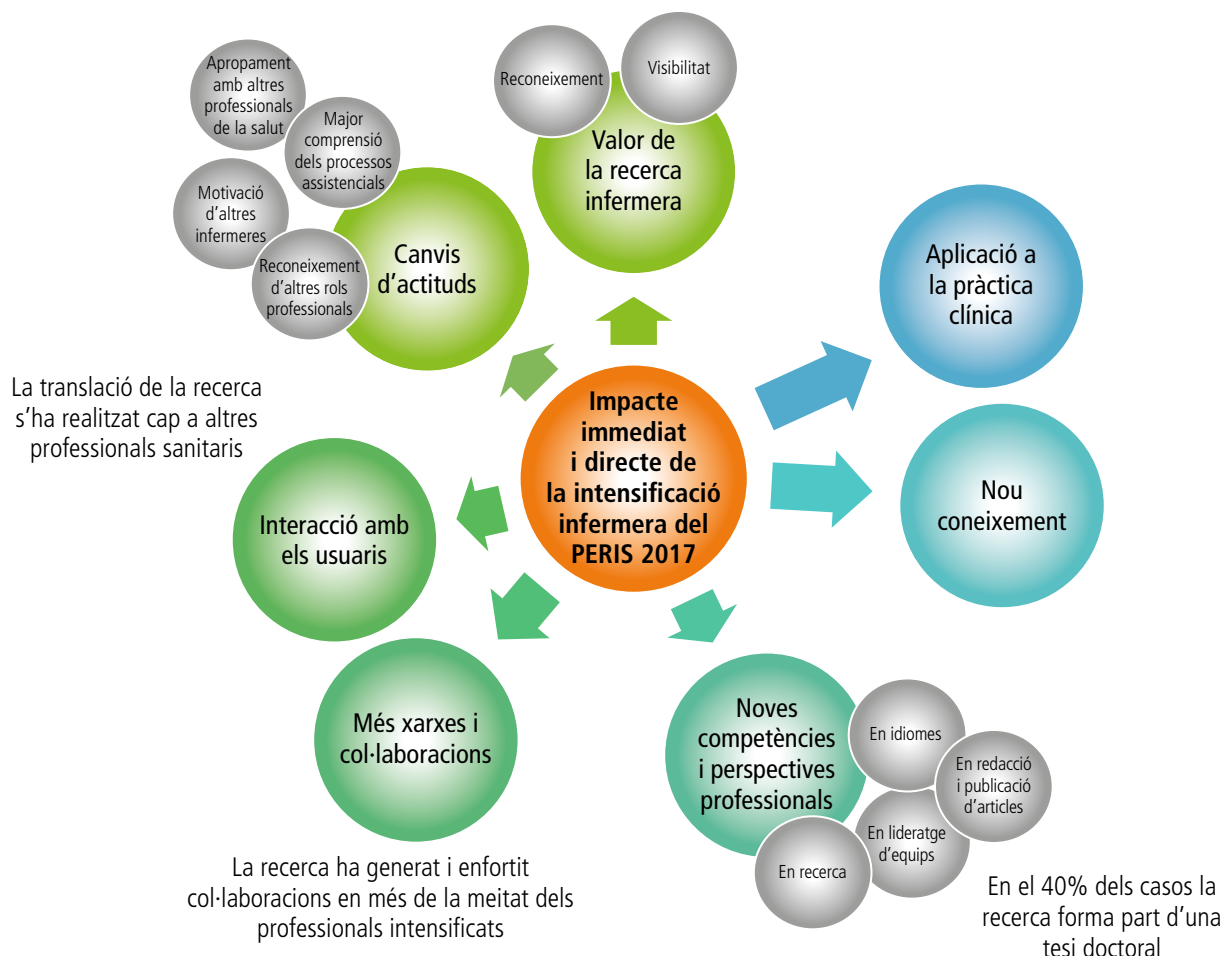 Apropament
amb altres
professionals
de la salut
Major
comprensió
dels processos
assistencials
Motivació
d'altres
infermeres
Reconeixement
d'altres rols
professionals
Canvis
d'actituds
Reconeixement
Visibilitat
Valor de
la recerca
infermera
Aplicació a
la pràctica
clínica
La translació de la recerca
s'ha realitzat cap a altres
professionals sanitaris
Impacte
immediat
i directe de
la intensificació
infermera del
PERIS 2017
Nou
coneixement
Interacció amb
els usuaris
Més xarxes i
col·laboracions
La recerca ha generat i enfortit
col·laboracions en més de la meitat dels
professionals intensificats
Noves
competències
i perspectives
professionals
En idiomes
En redacció
i publicació
d'articles
En lideratge
d'equips
En recerca
En el 40% dels casos la
recerca forma part d'una
tesi doctoral